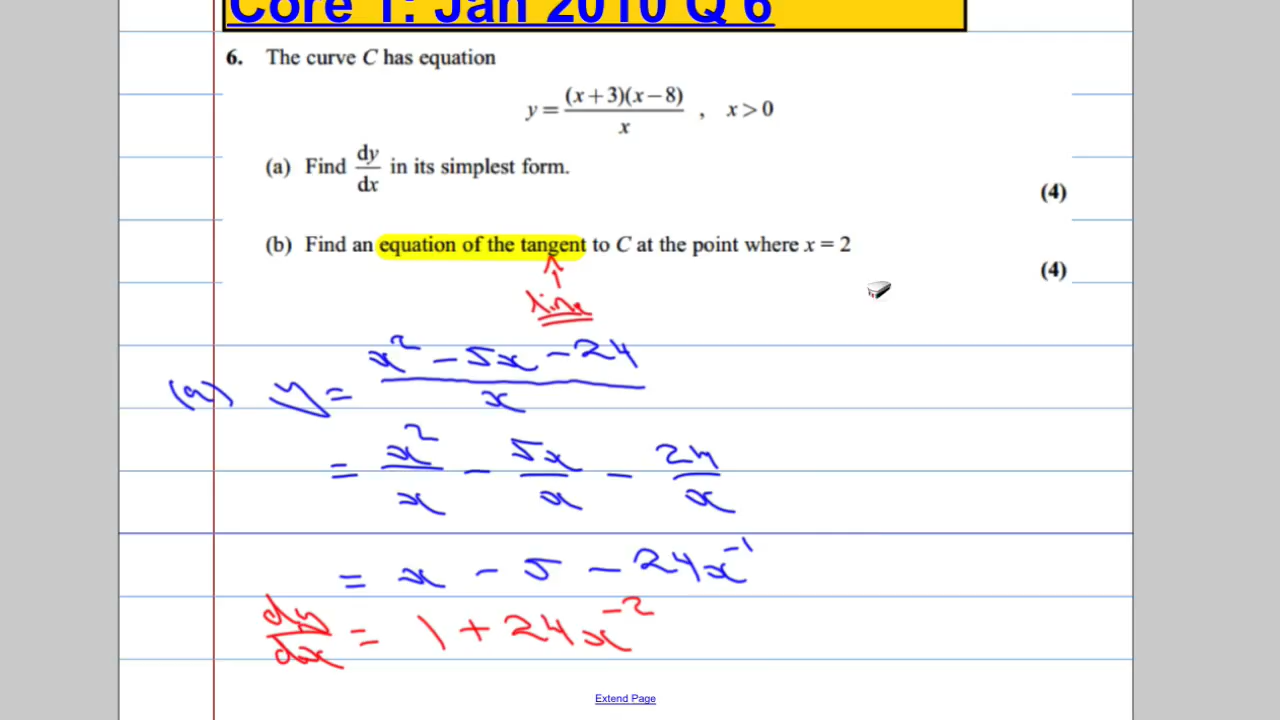 Core 1: Jan 2010 Q 6
6. The curve C has equation
y = (x+3)(x−8) / x , x > 0
(a) Find dy/dx in its simplest form.
(4)
(b) Find an equation of the tangent to C at the point where x = 2
(4)
line
(a) y = x² − 5x − 24 / x
= x²/x − 5x/x − 24/x
= x − 5 − 24x⁻¹
dy/dx = 1 + 24x⁻²
Extend Page